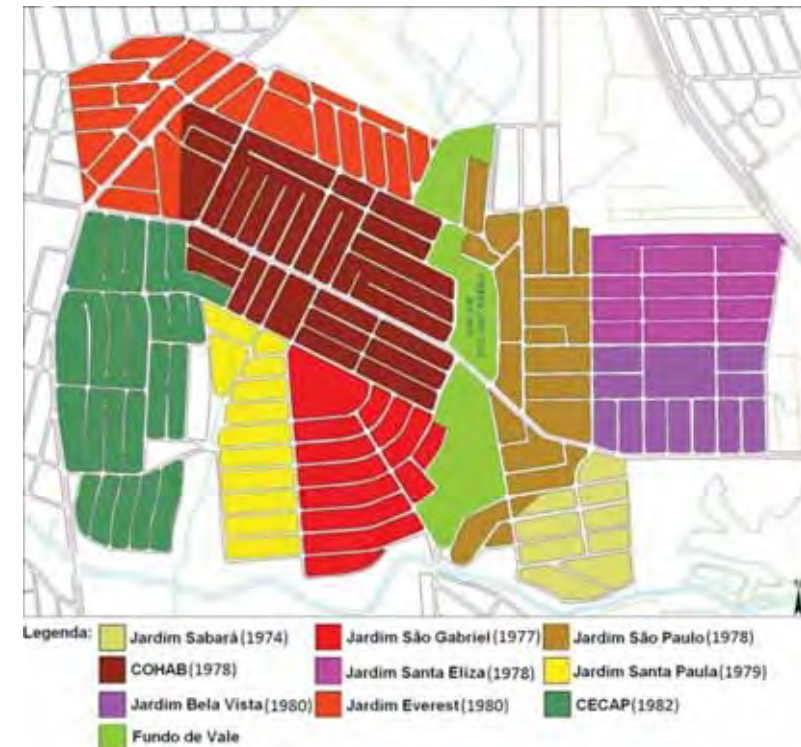 Legenda:
Jardim Sabará (1974)
Jardim São Gabriel (1977)
Jardim São Paulo (1978)
COHAB (1978)
Jardim Santa Eliza (1978)
Jardim Santa Paula (1979)
Jardim Bela Vista (1980)
Jardim Everest (1980)
CECAP (1982)
Fundo de Vale